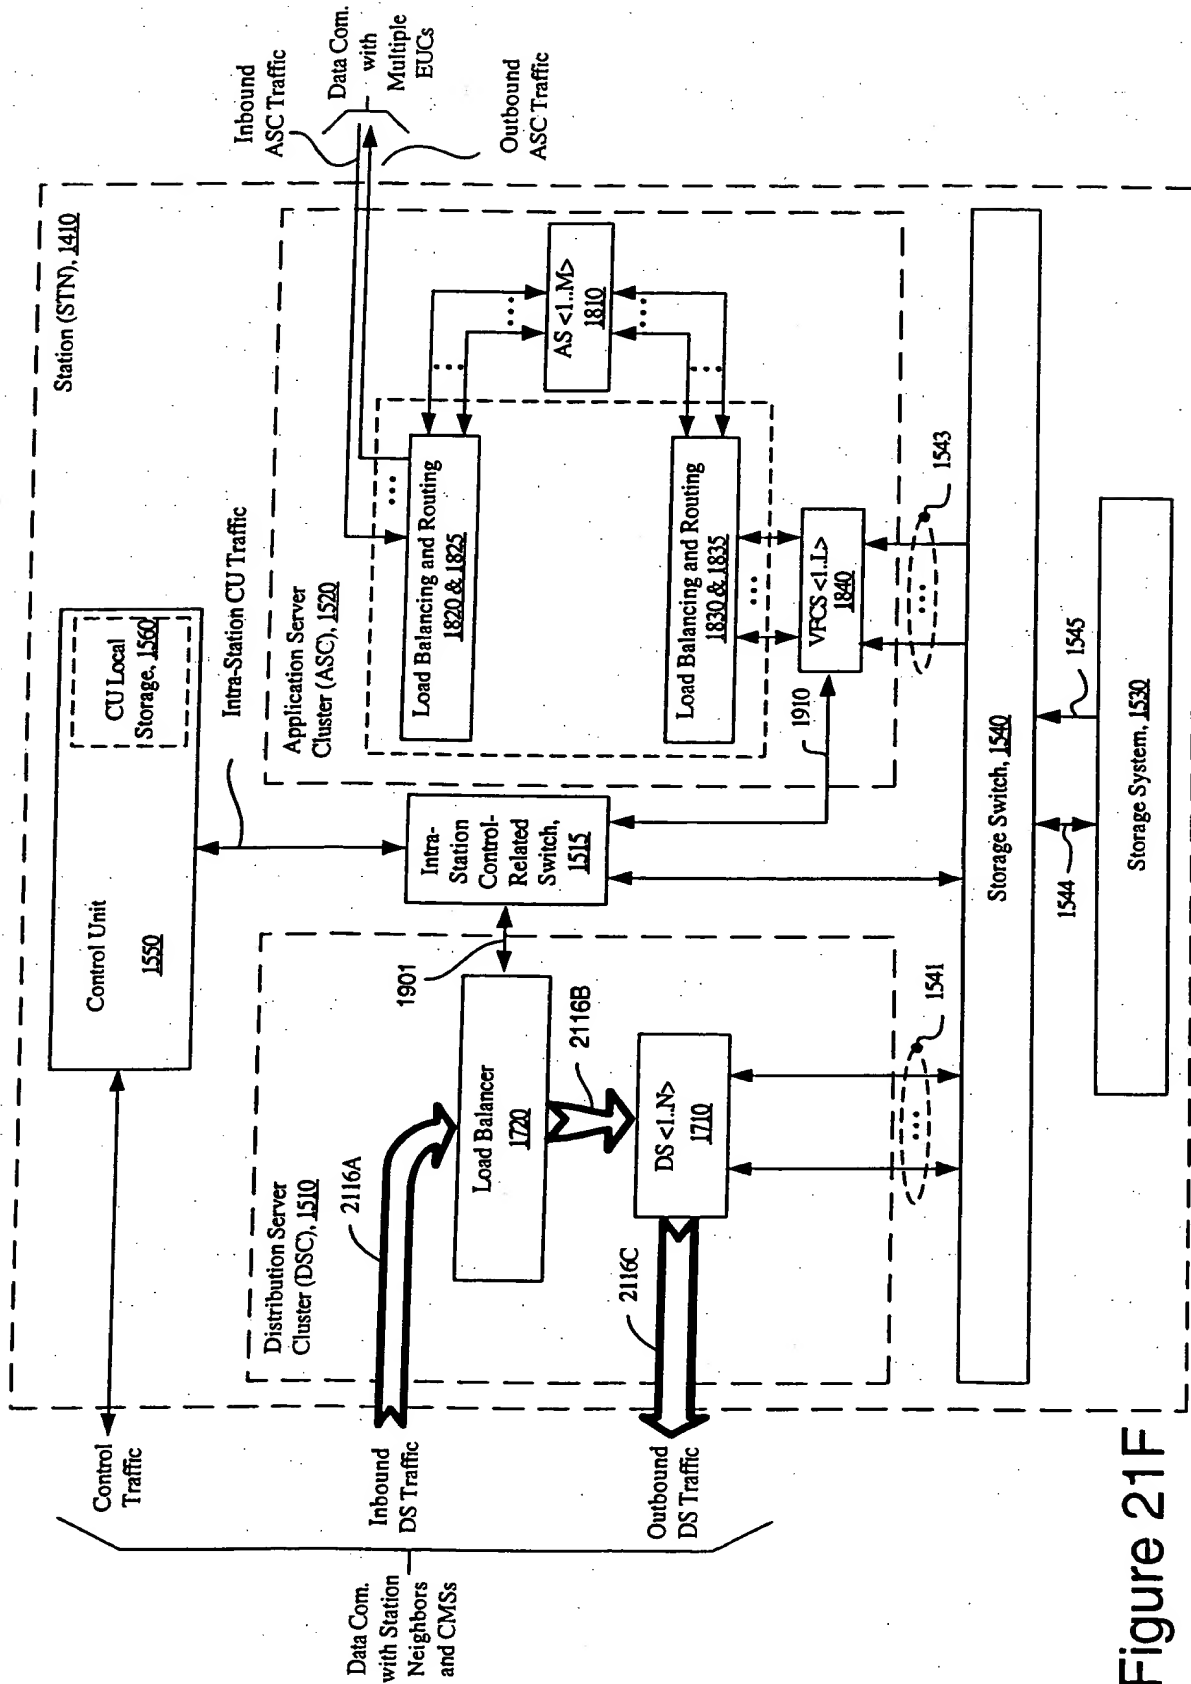 Station (STN), 1410
Control Unit
1550
CU Local
Storage, 1560
Control
Traffic
Intra-Station CU Traffic
Inbound
ASC Traffic
Data Com.
with
Multiple
EUCs
Outbound
ASC Traffic
Distribution Server
Cluster (DSC), 1510
2116A
Inbound
DS Traffic
Load Balancer
1720
1901
2116B
DS <1..N>
1710
2116C
Outbound
DS Traffic
Data Com.
with Station
Neighbors
and CMSs
Intra-
Station
Control-
Related
Switch,
1515
Application Server
Cluster (ASC), 1520
Load Balancing and Routing
1820 & 1825
AS <1..M>
1810
Load Balancing and Routing
1830 & 1835
VFCS <1..L>
1840
1910
1541
1543
Storage Switch, 1540
1544
1545
Storage System, 1530
Figure 21F